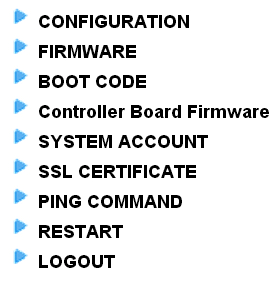 CONFIGURATION
FIRMWARE
BOOT CODE
Controller Board Firmware
SYSTEM ACCOUNT
SSL CERTIFICATE
PING COMMAND
RESTART
LOGOUT